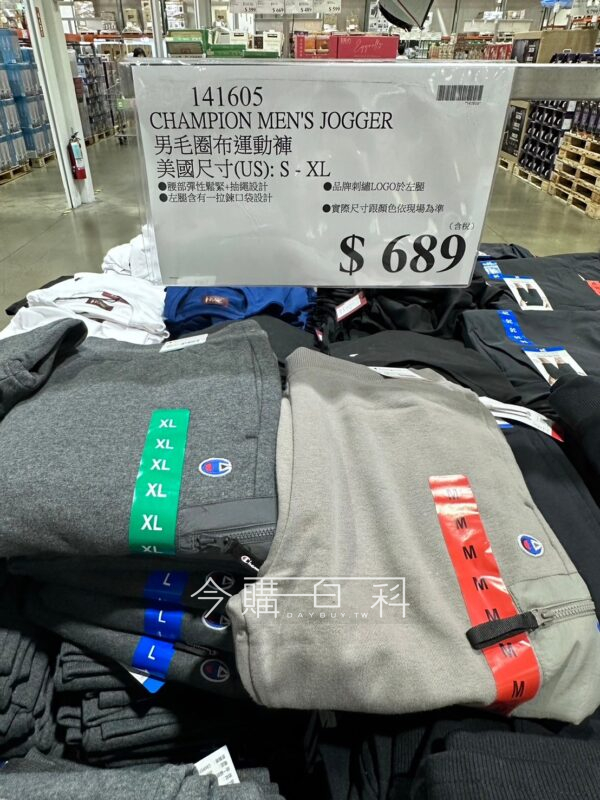 141605
CHAMPION MEN'S JOGGER
男毛圈布運動褲
美國尺寸(US): S - XL
●腰部彈性鬆緊+抽繩設計
●左腿含有一拉鍊口袋設計
●品牌刺繡LOGO於左腿
●實際尺寸跟顏色依現場為準
(含稅)
$ 689
XL
XL
XL
XL
XL
XL
M
M
M
M
M
M
M
L
L
L
今購百科
DAYBUY.TW